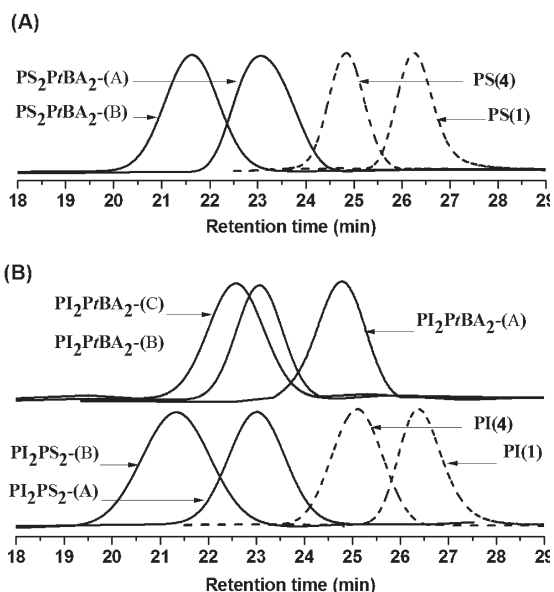 (A)
PS2PtBA2-(A)
PS2PtBA2-(B)
PS(4)
PS(1)
18 19 20 21 22 23 24 25 26 27 28 29
Retention time (min)
(B)
PI2PtBA2-(C)
PI2PtBA2-(B)
PI2PtBA2-(A)
PI2PS2-(B)
PI2PS2-(A)
PI(4)
PI(1)
18 19 20 21 22 23 24 25 26 27 28 29
Retention time (min)